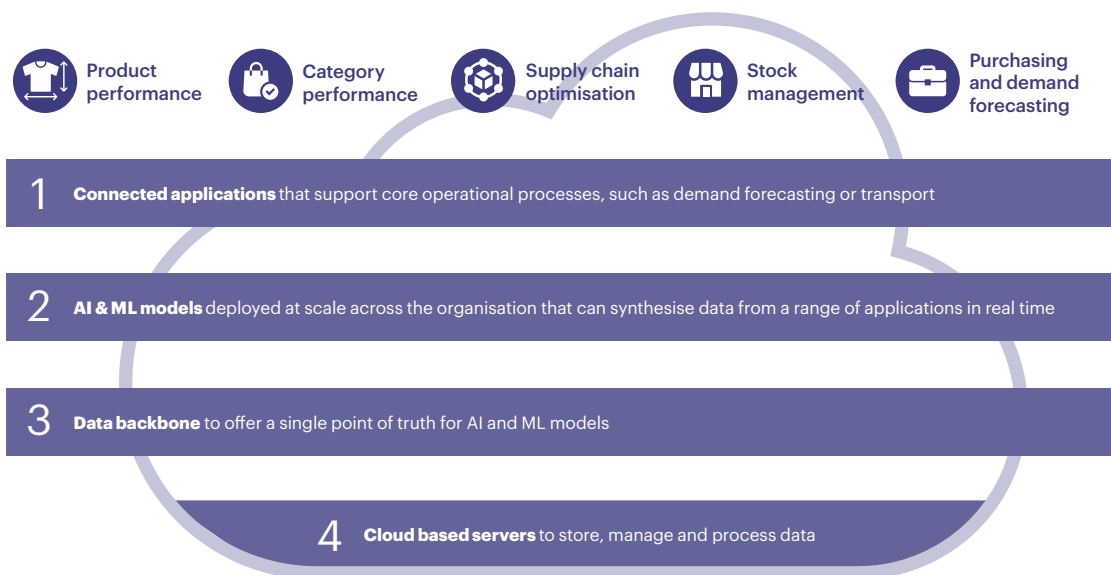 Product
performance
Category
performance
Supply chain
optimisation
Stock
management
Purchasing
and demand
forecasting
1 Connected applications that support core operational processes, such as demand forecasting or transport
2 AI & ML models deployed at scale across the organisation that can synthesise data from a range of applications in real time
3 Data backbone to offer a single point of truth for AI and ML models
4 Cloud based servers to store, manage and process data